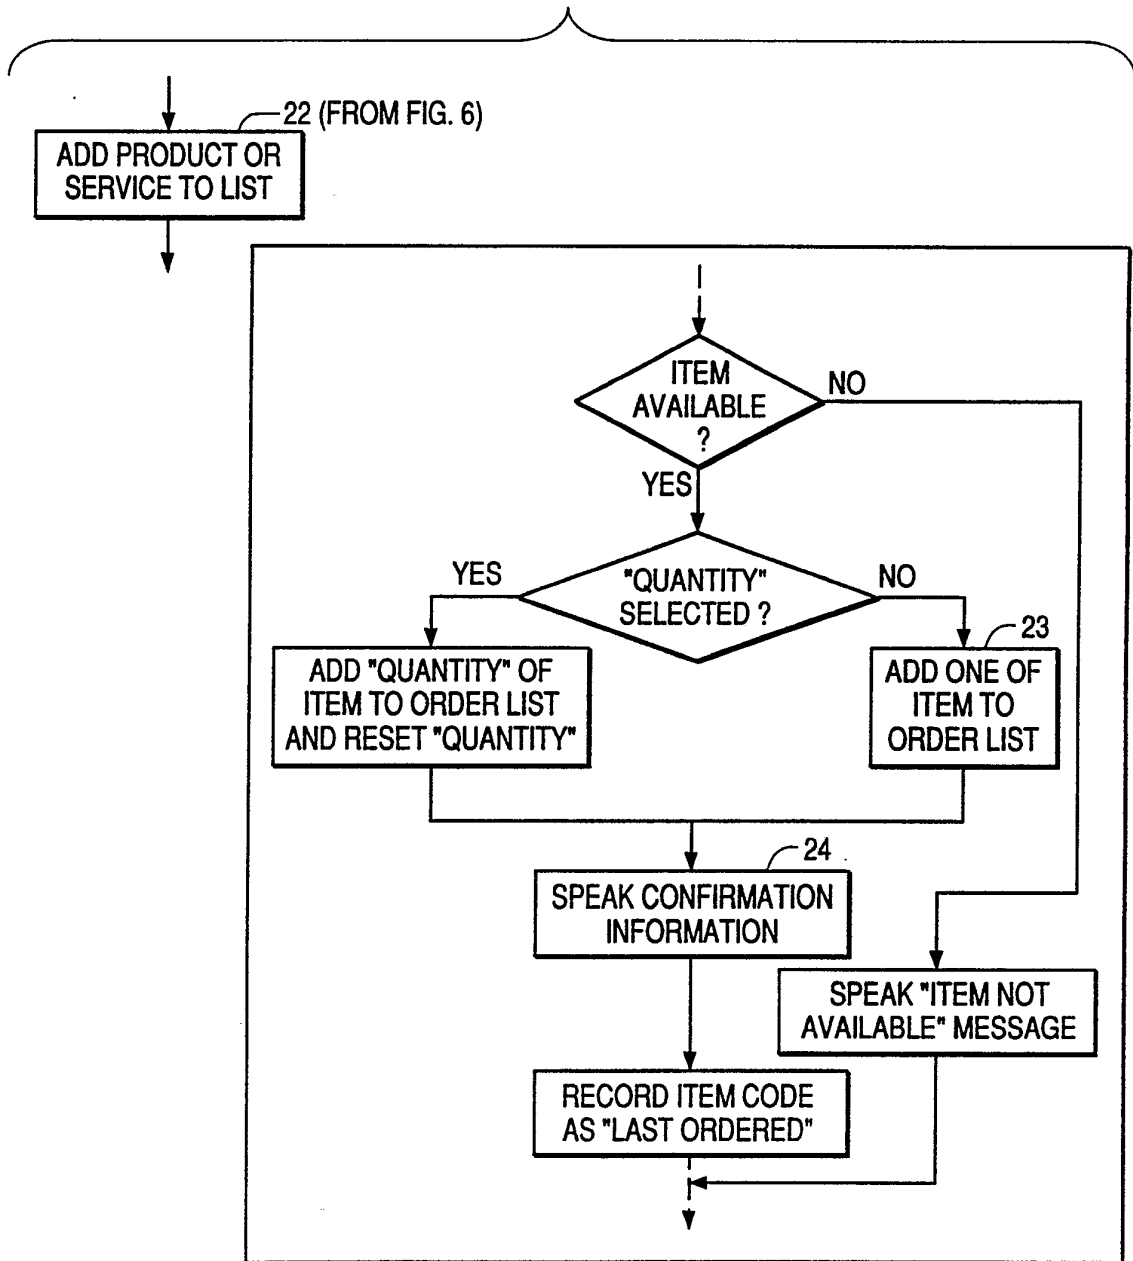 22 (FROM FIG. 6)
ADD PRODUCT OR
SERVICE TO LIST
ITEM
AVAILABLE
?
NO
YES
"QUANTITY"
SELECTED ?
YES
NO
23
ADD "QUANTITY" OF
ITEM TO ORDER LIST
AND RESET "QUANTITY"
ADD ONE OF
ITEM TO
ORDER LIST
24
SPEAK CONFIRMATION
INFORMATION
SPEAK "ITEM NOT
AVAILABLE" MESSAGE
RECORD ITEM CODE
AS "LAST ORDERED"